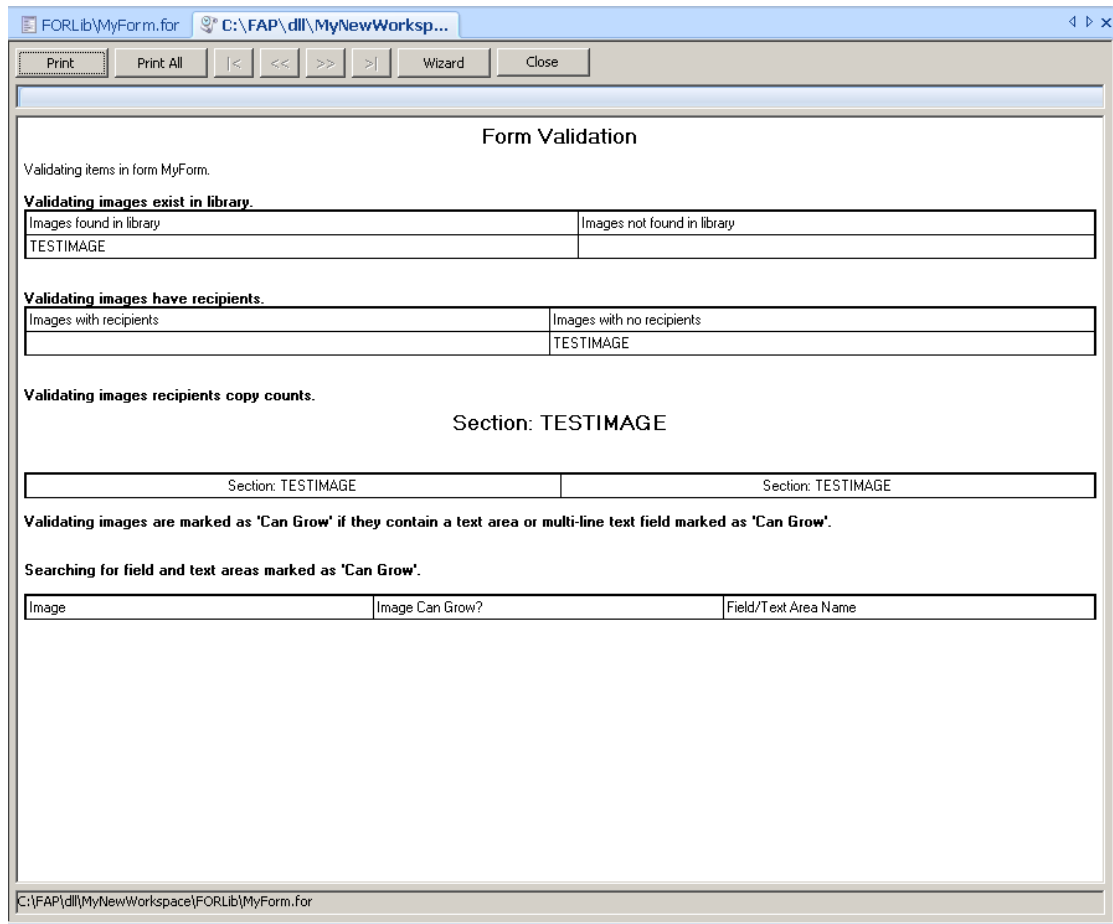 FORLib\MyForm.for C:\FAP\dll\MyNewWorksp...
Print Print All |< << >> >| Wizard Close
Form Validation
Validating items in form MyForm.
Validating images exist in library.
Images found in library Images not found in library
TESTIMAGE
Validating images have recipients.
Images with recipients Images with no recipients
TESTIMAGE
Validating images recipients copy counts.
Section: TESTIMAGE
Section: TESTIMAGE Section: TESTIMAGE
Validating images are marked as 'Can Grow' if they contain a text area or multi-line text field marked as 'Can Grow'.
Searching for field and text areas marked as 'Can Grow'.
Image Image Can Grow? Field/Text Area Name
C:\FAP\dll\MyNewWorkspace\FORLib\MyForm.for